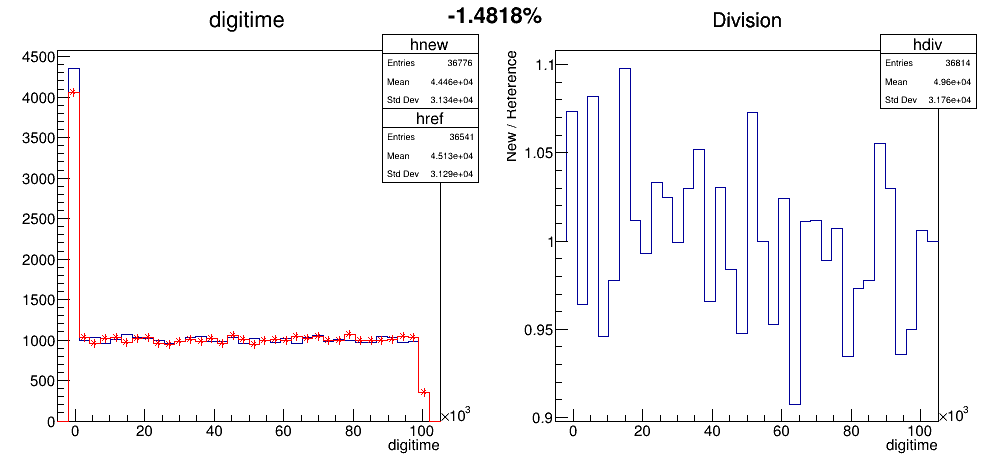 -1.4818%
digitime
hnew
Entries 36776
Mean 4.446e+04
Std Dev 3.134e+04
href
Entries 36541
Mean 4.513e+04
Std Dev 3.129e+04
4500
4000
3500
3000
2500
2000
1500
1000
500
0
0 20 40 60 80 100
×10³
digitime
Division
hdiv
Entries 36814
Mean 4.96e+04
Std Dev 3.176e+04
New / Reference
1.1
1.05
1
0.95
0.9
0 20 40 60 80 100
×10³
digitime